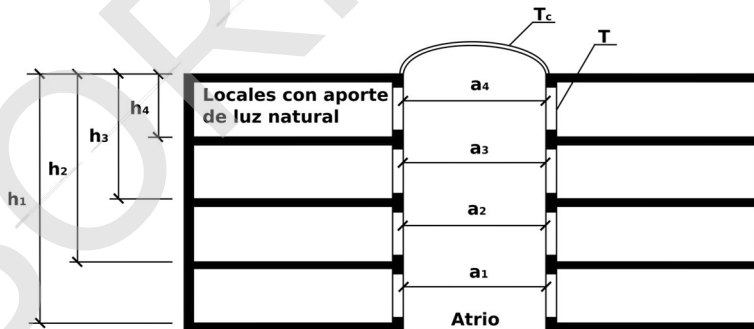 Tc
T
a₄
Locales con aporte
de luz natural
h₄
h₃
a₃
h₂
h₁
a₂
a₁
Atrio